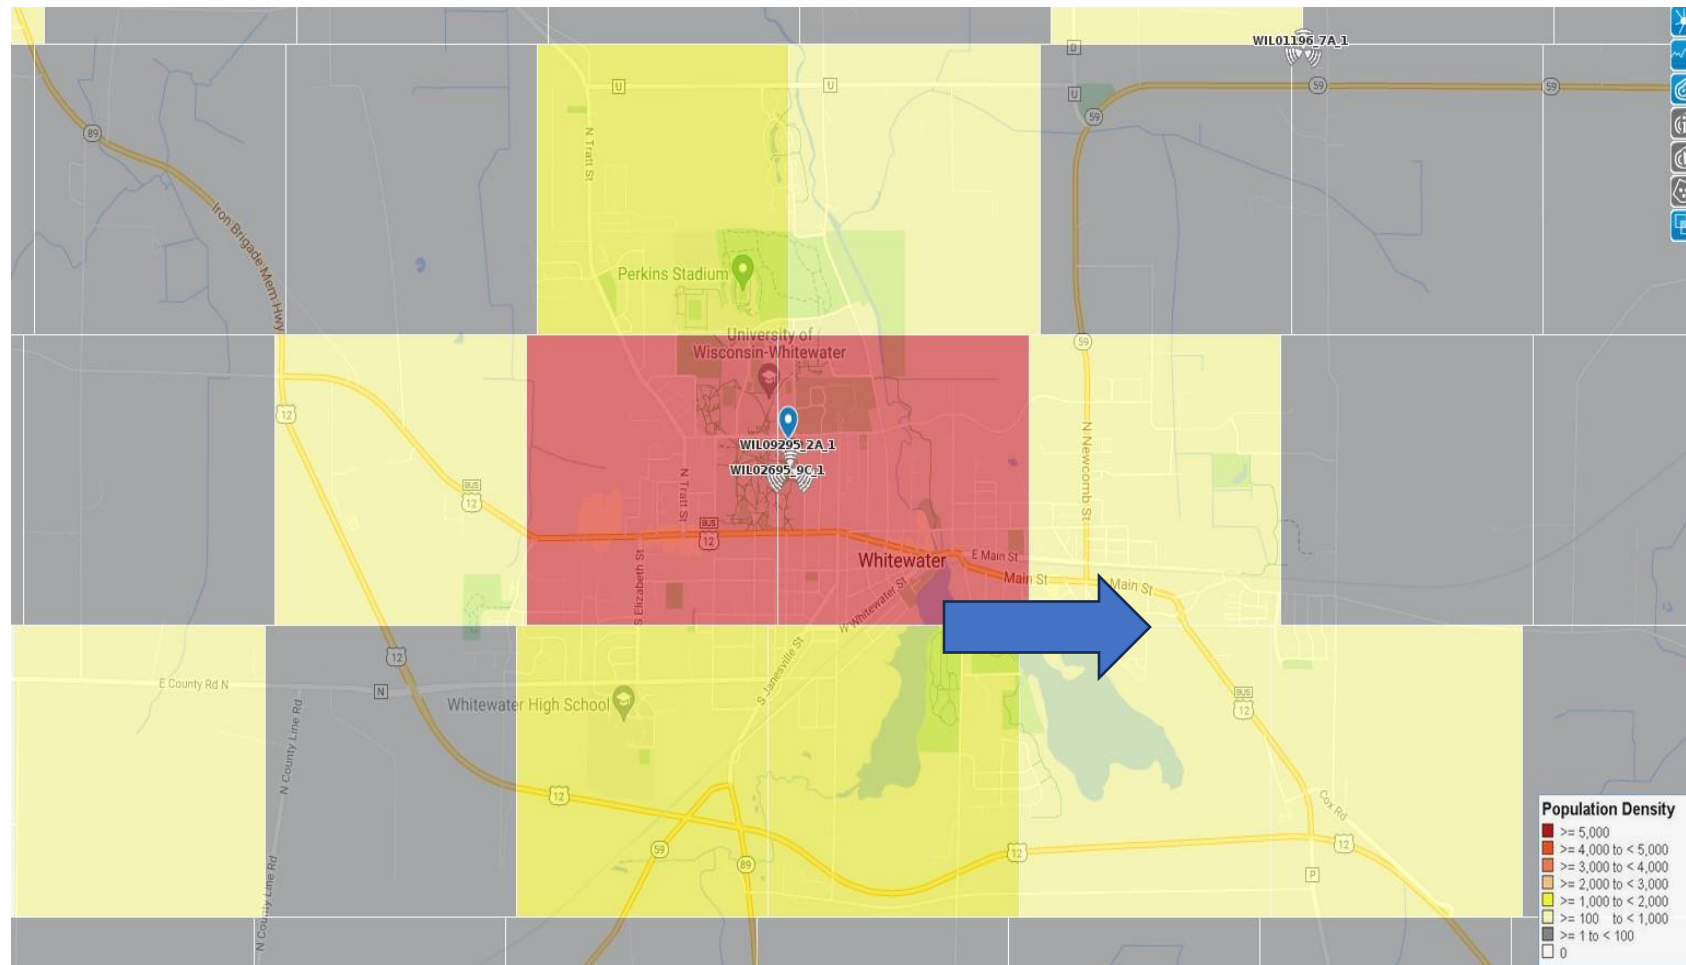 WIL01196_7A_1
D
U
U
U
59
59
59
89
N Tratt St
Iron Brigade Mem Hwy
Perkins Stadium
University of
Wisconsin-Whitewater
59
12
WIL09295_2A_1
WIL02695_9C_1
N Tratt St
N Newcomb St
BUS
12
BUS
12
Whitewater
E Main St
Main St
Main St
S Elizabeth St
W Whitewater St
S Janesville St
12
E County Rd N
N
Whitewater High School
BUS
12
N County Line Rd
12
Cox Rd
59
89
12
12
P
N County Line Rd
Population Density
>= 5,000
>= 4,000 to < 5,000
>= 3,000 to < 4,000
>= 2,000 to < 3,000
>= 1,000 to < 2,000
>= 100 to < 1,000
>= 1 to < 100
0